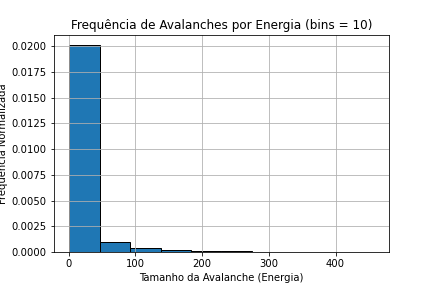 Frequência de Avalanches por Energia (bins = 10)
0.0200
0.0175
0.0150
0.0125
0.0100
0.0075
0.0050
0.0025
0.0000
Frequência Normalizada
0 100 200 300 400
Tamanho da Avalanche (Energia)